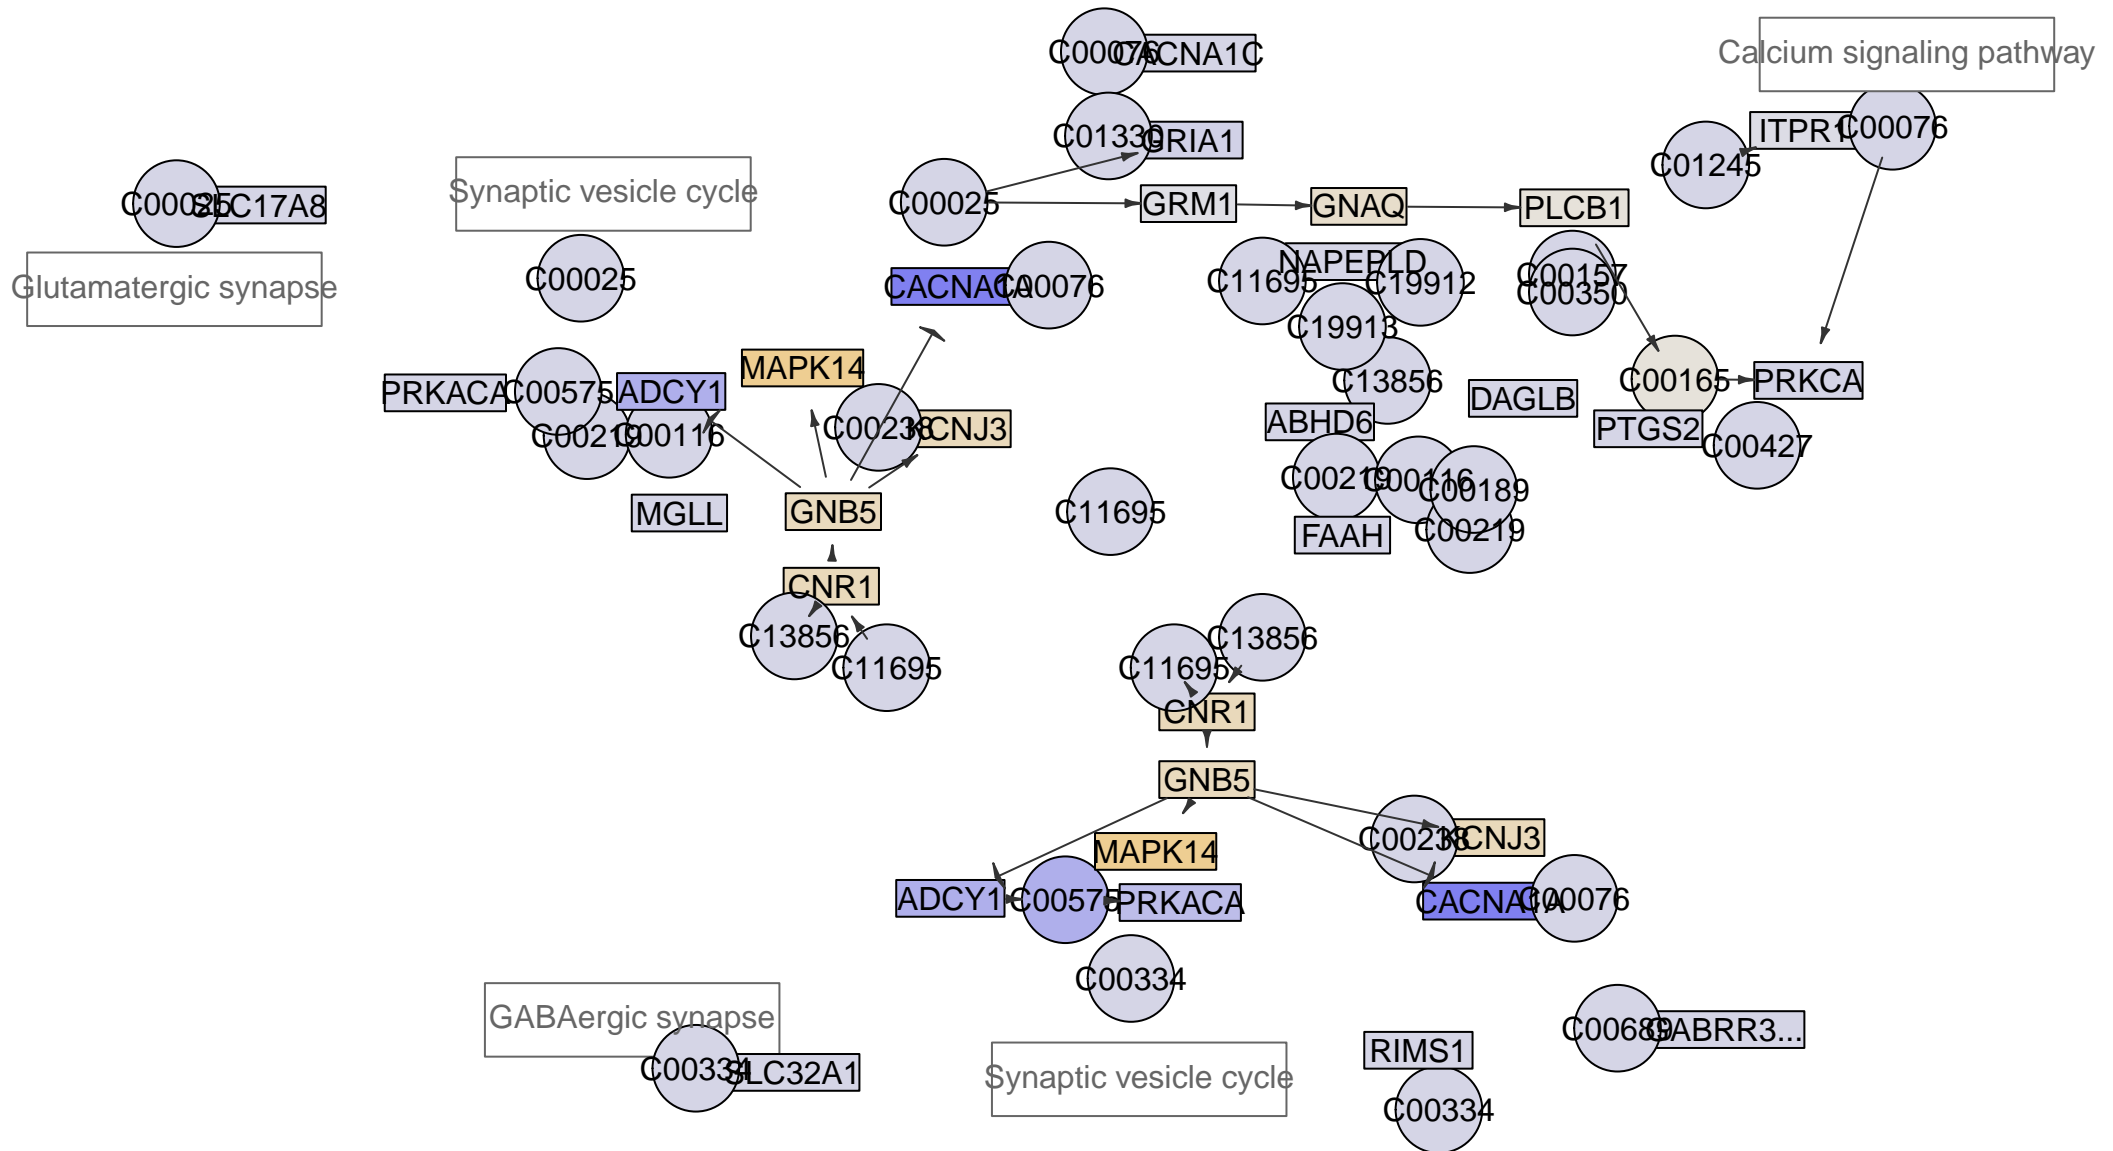 C00076
CACNA1C
Calcium signaling pathway
C01330
GRIA1
ITPR1
C00076
C01245
Synaptic vesicle cycle
C00025
SLC17A8
C00025
GRM1
GNAQ
PLCB1
Glutamatergic synapse
C00025
CACNA1A
C00076
C11695
NAPEPLD
C19912
C00157
C00350
C19913
PRKACA
C00575
ADCY1
MAPK14
C13856
DAGLB
C00165
PRKCA
C00219
C00116
C00238
KCNJ3
ABHD6
PTGS2
C00427
MGLL
GNB5
C11695
C00219
C00116
C00189
FAAH
C00219
CNR1
C13856
C11695
C11695
C13856
CNR1
GNB5
MAPK14
C00238
KCNJ3
ADCY1
C00575
PRKACA
CACNA1A
C00076
C00334
GABAergic synapse
C00334
SLC32A1
Synaptic vesicle cycle
RIMS1
C00334
C00689
GABRR3...